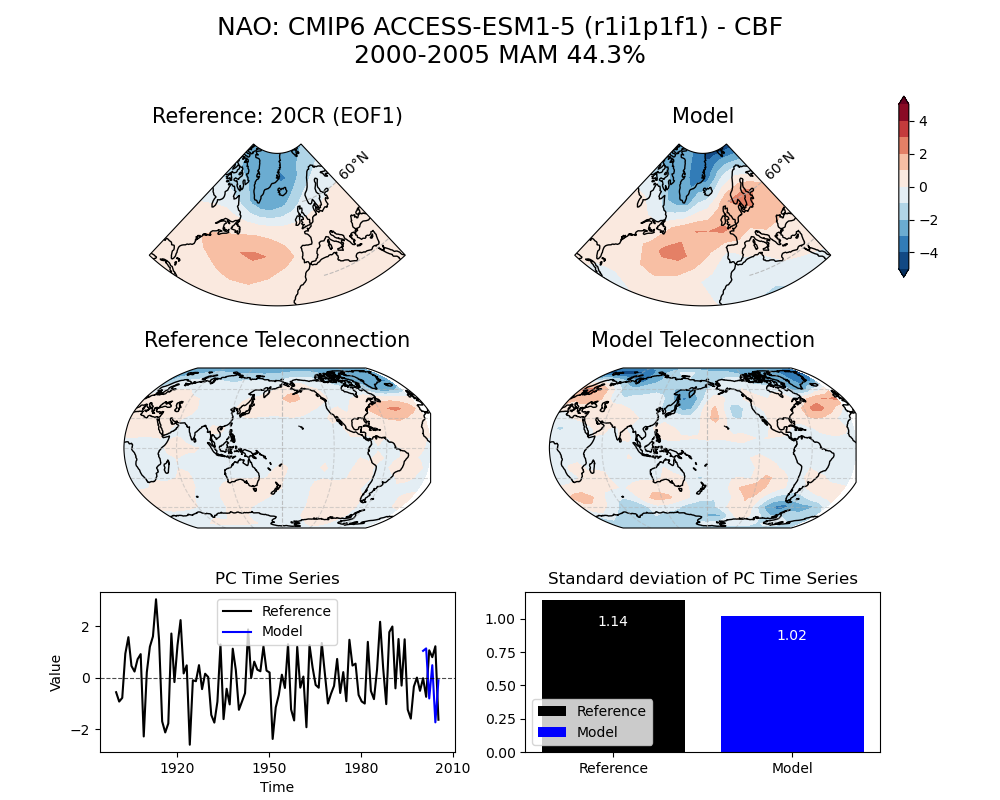 NAO: CMIP6 ACCESS-ESM1-5 (r1i1p1f1) - CBF
2000-2005 MAM 44.3%
Reference: 20CR (EOF1)
Model
60°N
60°N
4
2
0
−2
−4
Reference Teleconnection
Model Teleconnection
PC Time Series
Standard deviation of PC Time Series
Value
2
0
−2
Reference
Model
1920
1950
1980
2010
Time
1.00
0.75
0.50
0.25
0.00
1.14
1.02
Reference
Model
Reference
Model